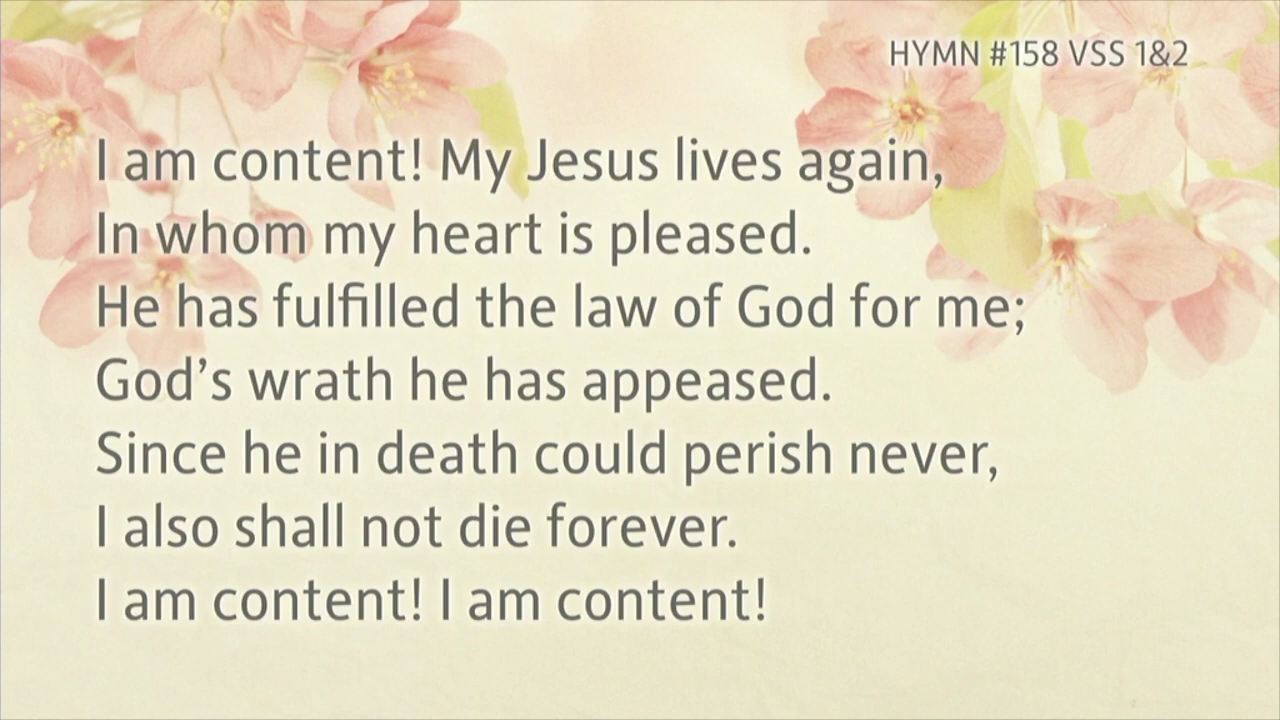 HYMN #158 VSS 1&2
I am content! My Jesus lives again,
In whom my heart is pleased.
He has fulfilled the law of God for me;
God’s wrath he has appeased.
Since he in death could perish never,
I also shall not die forever.
I am content! I am content!